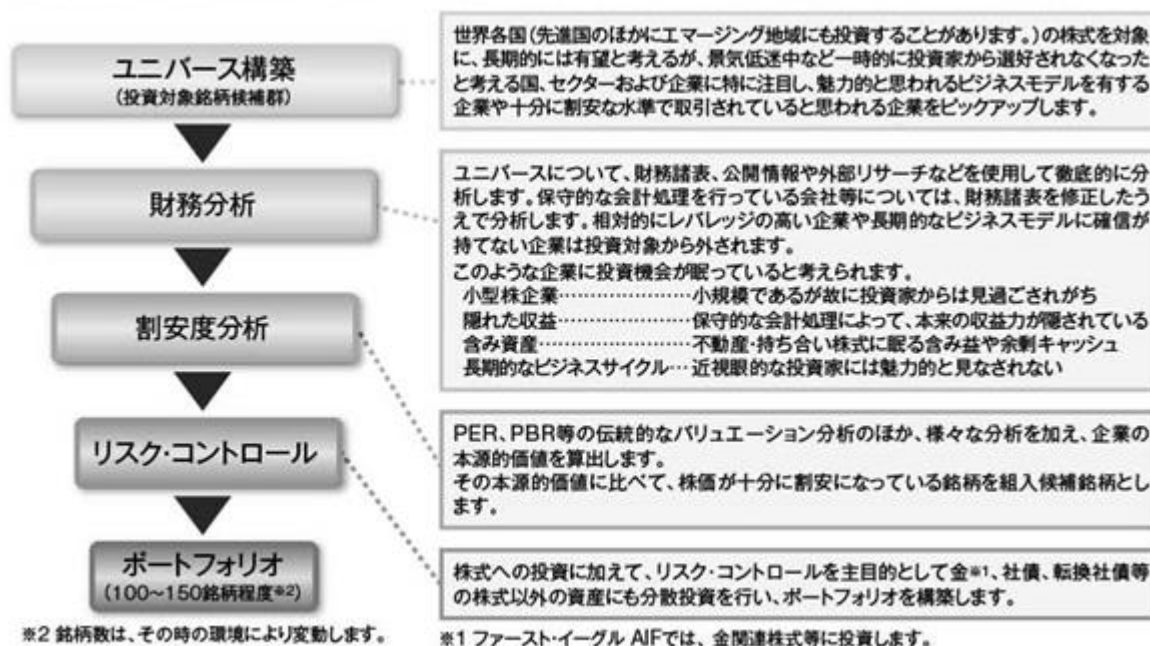 ユニバース構築
(投資対象銘柄候補群)
世界各国(先進国のほかにエマージング地域にも投資することがあります。)の株式を対象
に、長期的には有望と考えるが、景気低迷中など一時的に投資家から選好されなくなった
と考える国、セクターおよび企業に特に注目し、魅力的と思われるビジネスモデルを有する
企業や十分に割安な水準で取引されていると思われる企業をピックアップします。
財務分析
ユニバースについて、財務諸表、公開情報や外部リサーチなどを使用して徹底的に分
析します。保守的な会計処理を行っている会社等については、財務諸表を修正したう
えで分析します。相対的にレバレッジの高い企業や長期的なビジネスモデルに確信が
持てない企業は投資対象から外されます。
このような企業に投資機会が眠っていると考えられます。
小型株企業……………………小規模であるが故に投資家からは見過ごされがち
隠れた収益……………………保守的な会計処理によって、本来の収益力が隠されている
含み資産………………………不動産・持ち合い株式に眠る含み益や余剰キャッシュ
長期的なビジネスサイクル…近視眼的な投資家には魅力的と見なされない
割安度分析
PER、PBR等の伝統的なバリュエーション分析のほか、様々な分析を加え、企業の
本源的価値を算出します。
その本源的価値に比べて、株価が十分に割安になっている銘柄を組入候補銘柄とし
ます。
リスク・コントロール
株式への投資に加えて、リスク・コントロールを主目的として金※1、社債、転換社債等
の株式以外の資産にも分散投資を行い、ポートフォリオを構築します。
ポートフォリオ
(100～150銘柄程度※2)
※2 銘柄数は、その時の環境により変動します。
※1 ファースト・イーグル AIFでは、金関連株式等に投資します。